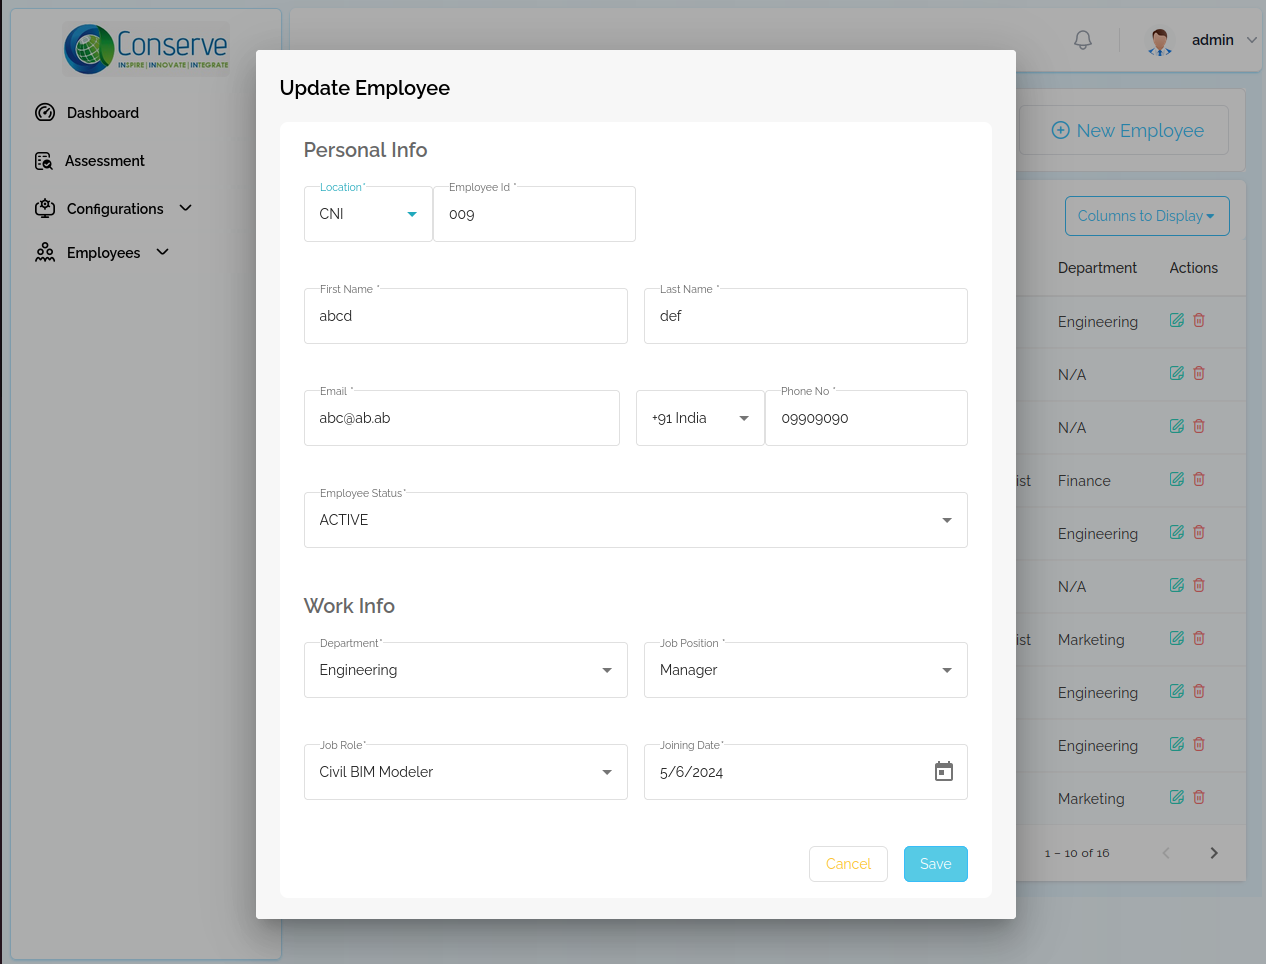 Conserve
INSPIRE | INNOVATE | INTEGRATE
Dashboard
Assessment
Configurations
Employees
admin
New Employee
Columns to Display
Department Actions
Engineering
N/A
N/A
ist Finance
Engineering
N/A
ist Marketing
Engineering
Engineering
Marketing
1 – 10 of 16
Update Employee
Personal Info
Location*
CNI
Employee Id *
009
First Name *
abcd
Last Name *
def
Email *
abc@ab.ab
+91 India
Phone No *
09909090
Employee Status*
ACTIVE
Work Info
Department*
Engineering
Job Position *
Manager
Job Role*
Civil BIM Modeler
Joining Date*
5/6/2024
Cancel Save